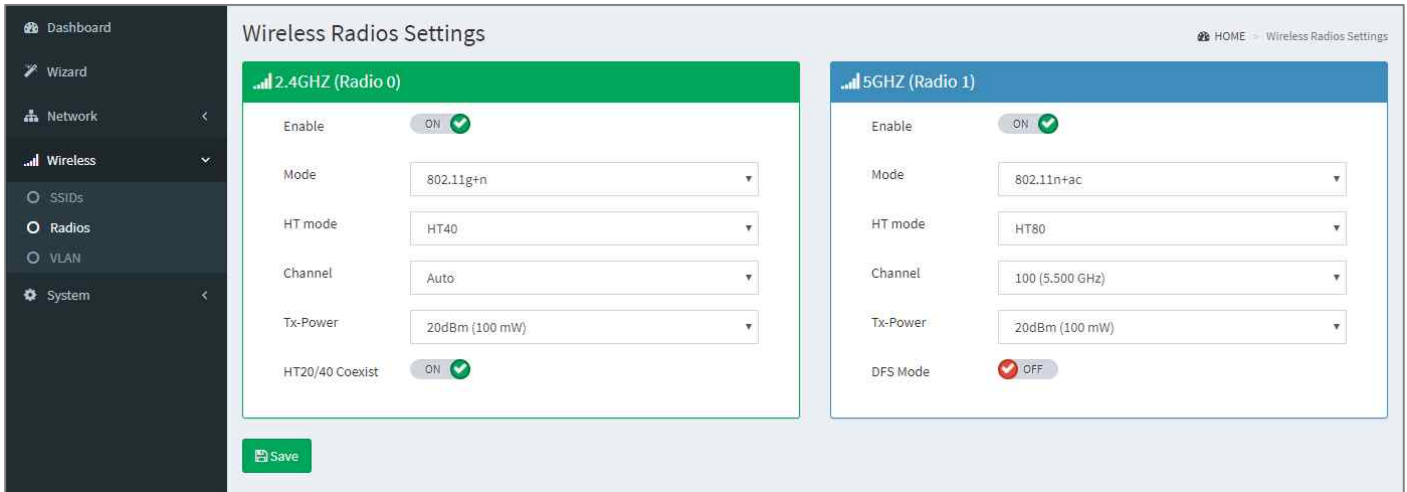 Dashboard
Wizard
Network
Wireless
SSIDs
Radios
VLAN
System
Wireless Radios Settings
HOME > Wireless Radios Settings
2.4GHZ (Radio 0)
Enable ON
Mode 802.11g+n
HT mode HT40
Channel Auto
Tx-Power 20dBm (100 mW)
HT20/40 Coexist ON
5GHZ (Radio 1)
Enable ON
Mode 802.11n+ac
HT mode HT80
Channel 100 (5.500 GHz)
Tx-Power 20dBm (100 mW)
DFS Mode OFF
Save